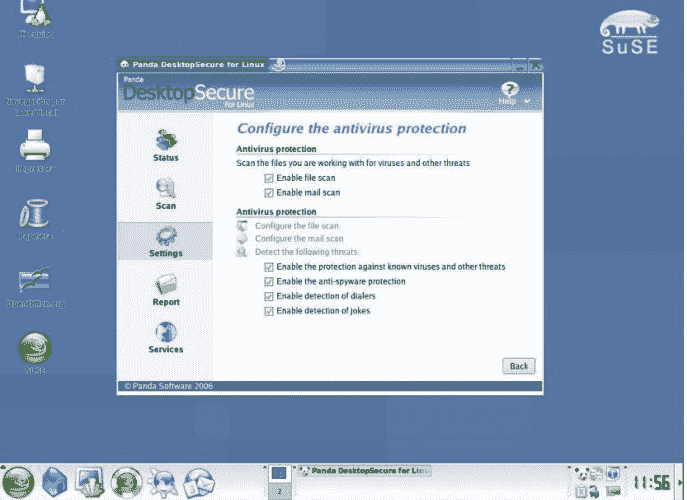 SuSE
Panda DesktopSecure for Linux
Panda
DesktopSecure
for Linux
Help
Status
Scan
Settings
Report
Services
Configure the antivirus protection
Antivirus protection
Scan the files you are working with for viruses and other threats
Enable file scan
Enable mail scan
Antivirus protection
Configure the file scan
Configure the mail scan
Detect the following threats:
Enable the protection against known viruses and other threats
Enable the anti-spyware protection
Enable detection of dialers
Enable detection of jokes
Back
© Panda Software 2006
OpenOffice.org
SuSE
2
Panda DesktopSecure for Linu
11:56